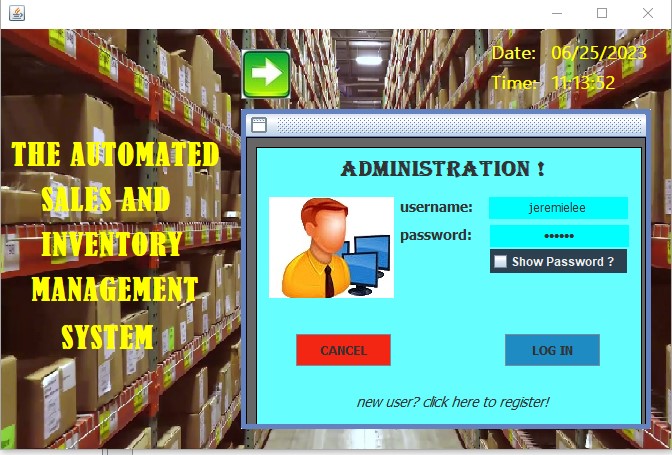 Date: 06/25/2023
Time: 11:13:52
THE AUTOMATED
SALES AND
INVENTORY
MANAGEMENT
SYSTEM
ADMINISTRATION !
username: jeremielee
password: ••••••
Show Password ?
CANCEL
LOG IN
new user? click here to register!